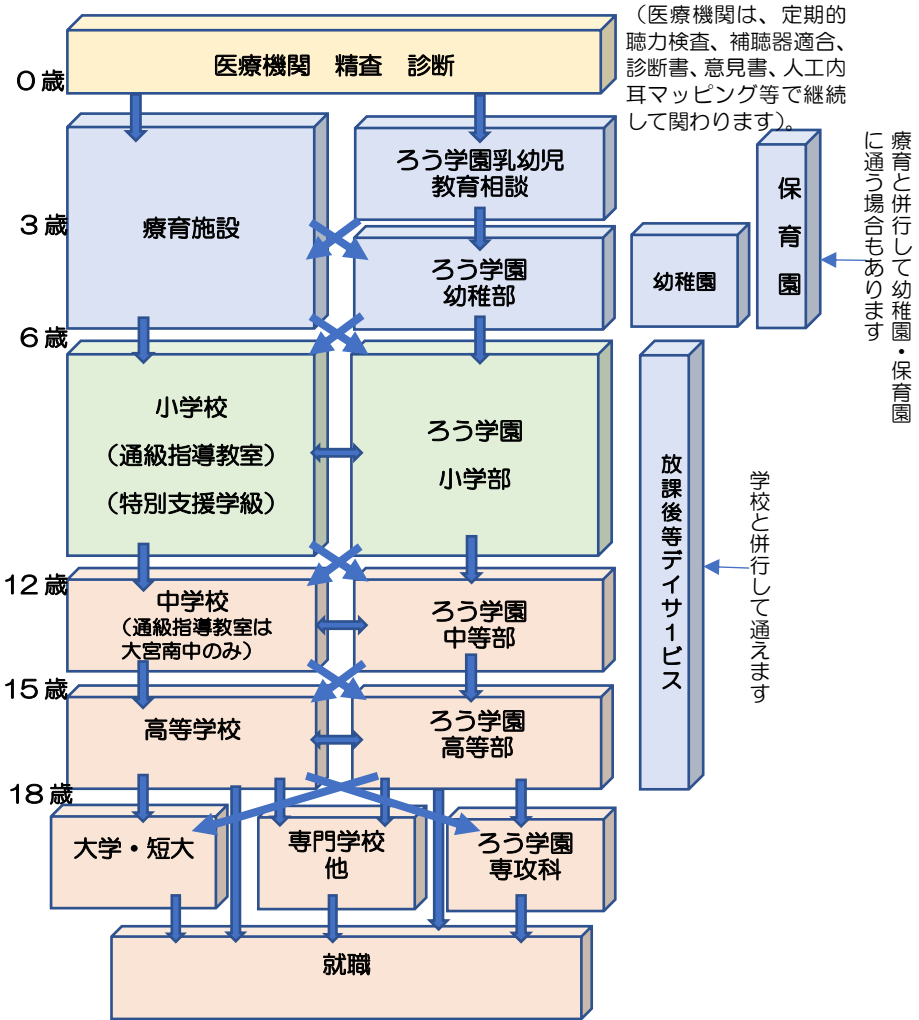 （医療機関は、定期的
聴力検査、補聴器適合、
診断書、意見書、人工内
耳マッピング等で継続
して関わります)。
医療機関　精査　診断
０歳
ろう学園乳幼児
教育相談
療育施設
３歳
ろう学園
幼稚部
幼稚園
保育園
療育と併行して幼稚園・保育園
に通う場合もあります
６歳
小学校
（通級指導教室）
（特別支援学級）
ろう学園
小学部
放課後等デイサービス
学校と併行して通えます
12歳
中学校
（通級指導教室は
大宮南中のみ）
ろう学園
中等部
15歳
高等学校
ろう学園
高等部
18歳
大学・短大
専門学校
他
ろう学園
専攻科
就職